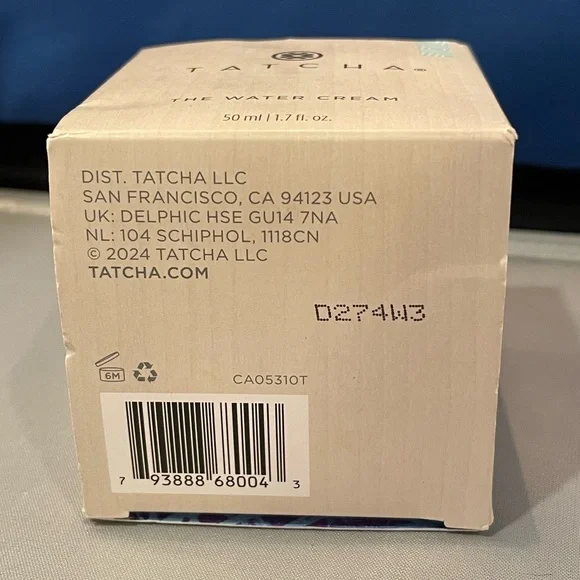 TATCHA®
THE WATER CREAM
50 ml | 1.7 fl. oz.
DIST. TATCHA LLC
SAN FRANCISCO, CA 94123 USA
UK: DELPHIC HSE GU14 7NA
NL: 104 SCHIPHOL, 1118CN
© 2024 TATCHA LLC
TATCHA.COM
D274W3
6M
CA05310T
7 93888 68004 3